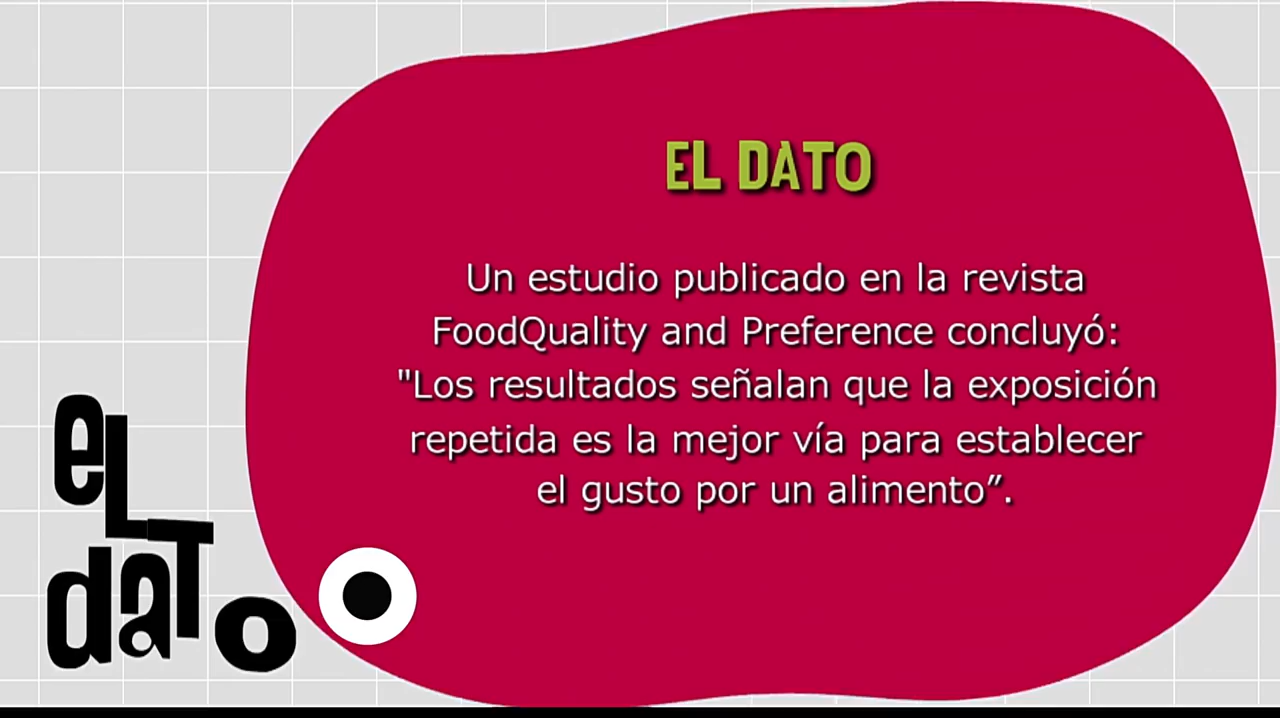 EL DATO
Un estudio publicado en la revista
FoodQuality and Preference concluyó:
"Los resultados señalan que la exposición
repetida es la mejor vía para establecer
el gusto por un alimento”.
eL
daTo